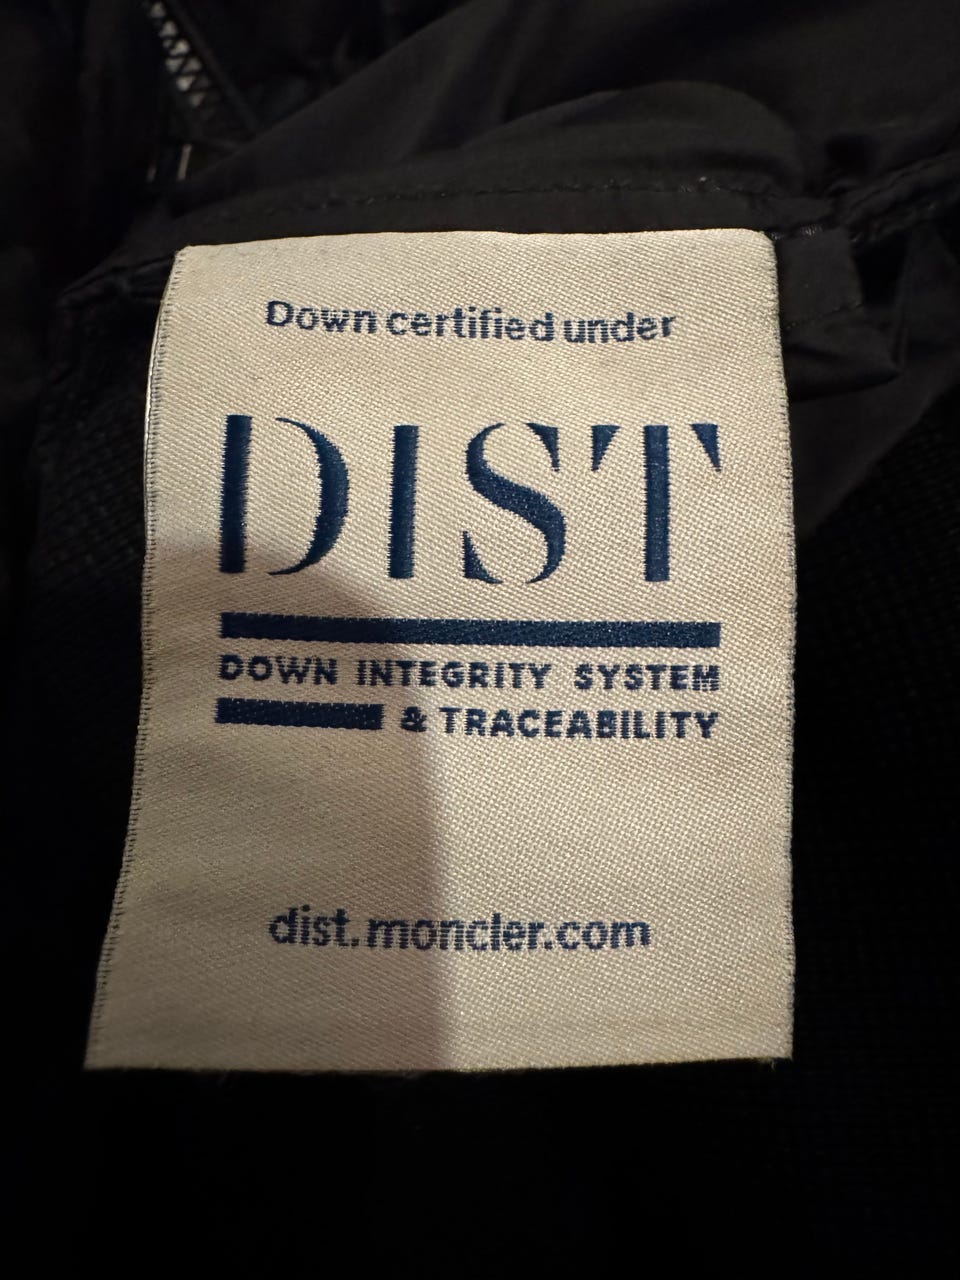 Down certified under
DIST
DOWN INTEGRITY SYSTEM
& TRACEABILITY
dist.moncler.com